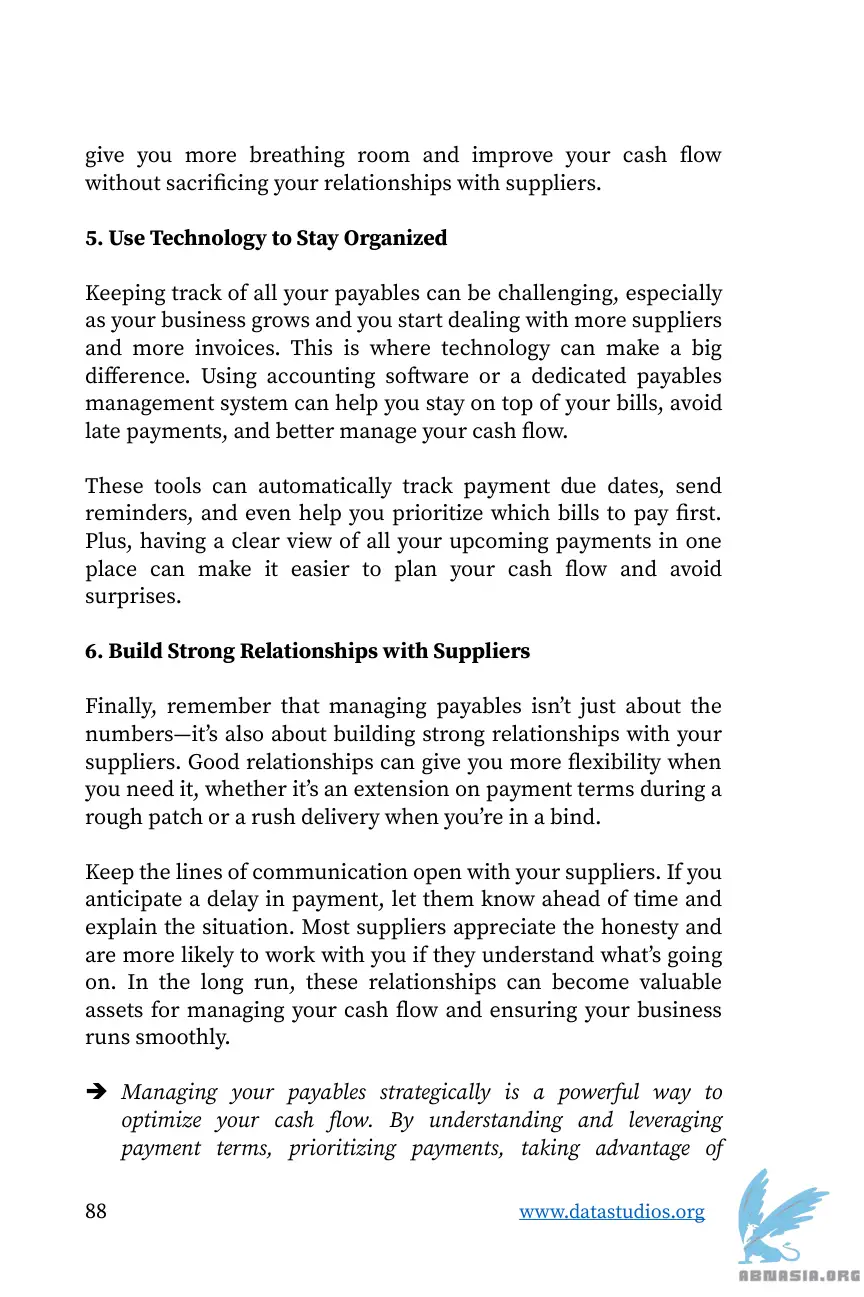 give you more breathing room and improve your cash flow
without sacrificing your relationships with suppliers.
5. Use Technology to Stay Organized
Keeping track of all your payables can be challenging, especially
as your business grows and you start dealing with more suppliers
and more invoices. This is where technology can make a big
difference. Using accounting software or a dedicated payables
management system can help you stay on top of your bills, avoid
late payments, and better manage your cash flow.
These tools can automatically track payment due dates, send
reminders, and even help you prioritize which bills to pay first.
Plus, having a clear view of all your upcoming payments in one
place can make it easier to plan your cash flow and avoid
surprises.
6. Build Strong Relationships with Suppliers
Finally, remember that managing payables isn’t just about the
numbers—it’s also about building strong relationships with your
suppliers. Good relationships can give you more flexibility when
you need it, whether it’s an extension on payment terms during a
rough patch or a rush delivery when you’re in a bind.
Keep the lines of communication open with your suppliers. If you
anticipate a delay in payment, let them know ahead of time and
explain the situation. Most suppliers appreciate the honesty and
are more likely to work with you if they understand what’s going
on. In the long run, these relationships can become valuable
assets for managing your cash flow and ensuring your business
runs smoothly.
➔ Managing your payables strategically is a powerful way to
optimize your cash flow. By understanding and leveraging
payment terms, prioritizing payments, taking advantage of
88 www.datastudios.org
ABNASIA.ORG